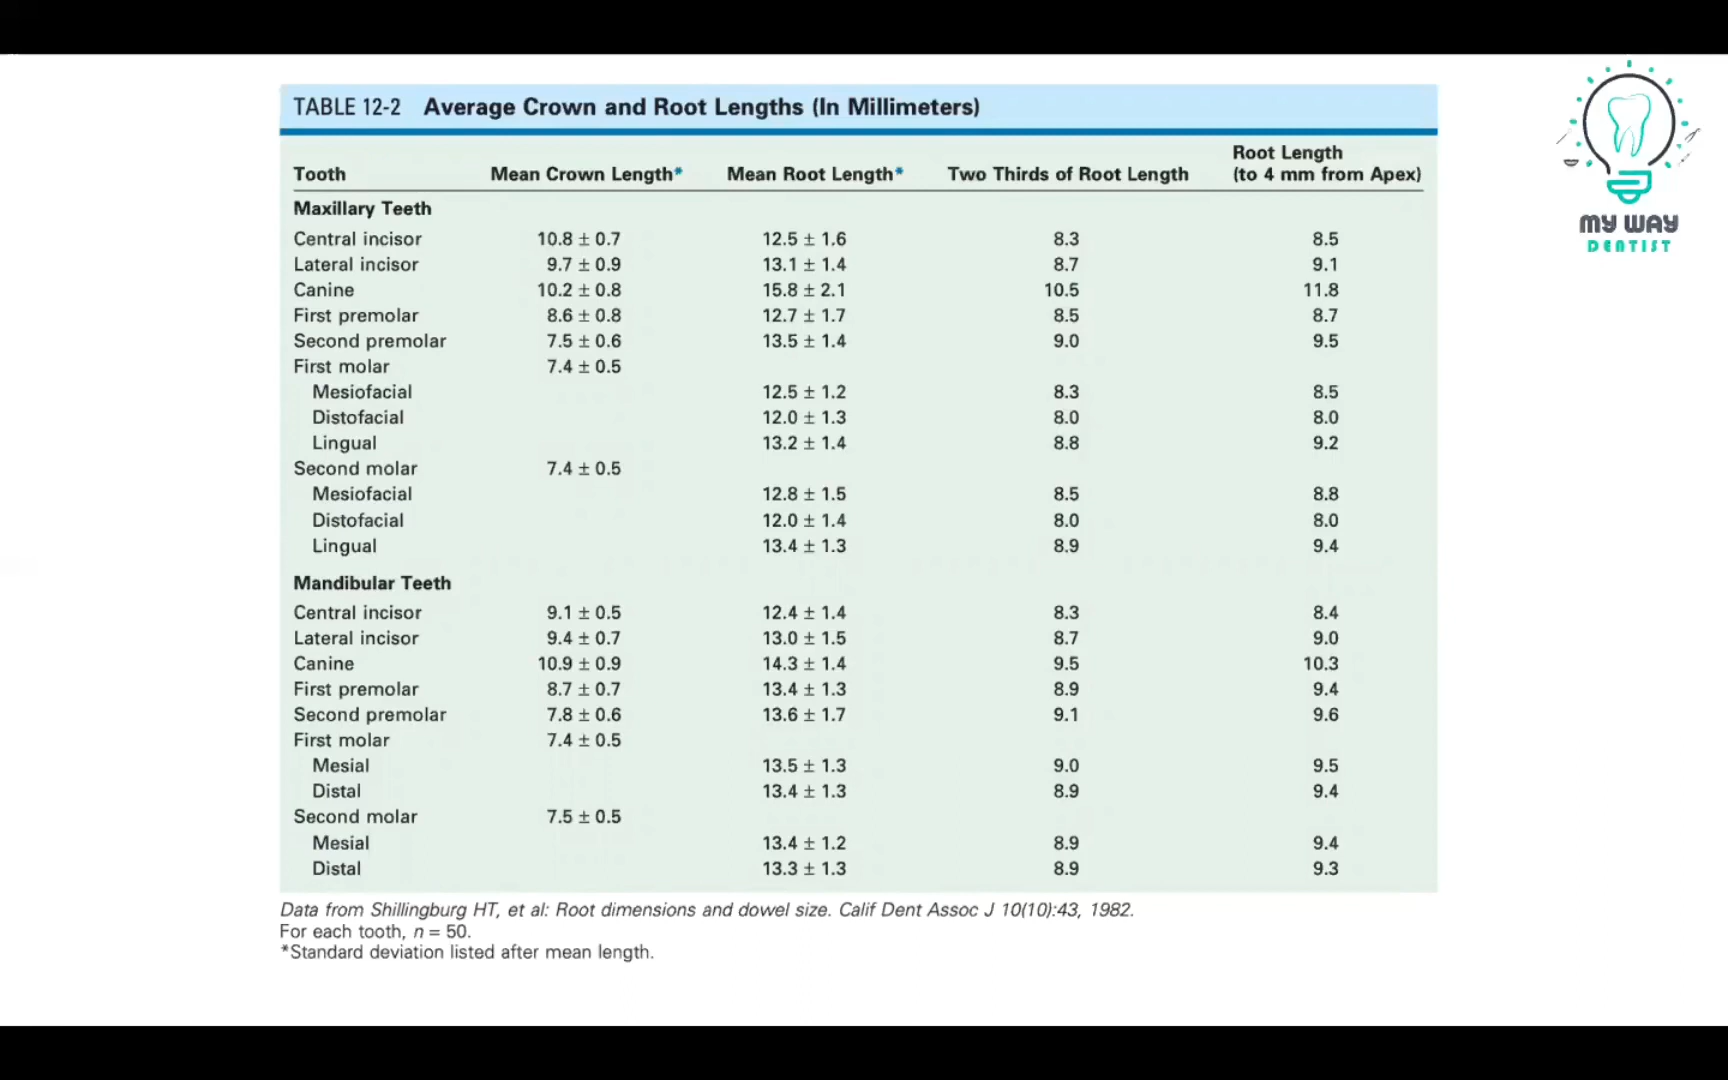 TABLE 12-2 Average Crown and Root Lengths (In Millimeters)
Tooth Mean Crown Length* Mean Root Length* Two Thirds of Root Length Root Length (to 4 mm from Apex)
Maxillary Teeth
Central incisor 10.8 ± 0.7 12.5 ± 1.6 8.3 8.5
Lateral incisor 9.7 ± 0.9 13.1 ± 1.4 8.7 9.1
Canine 10.2 ± 0.8 15.8 ± 2.1 10.5 11.8
First premolar 8.6 ± 0.8 12.7 ± 1.7 8.5 8.7
Second premolar 7.5 ± 0.6 13.5 ± 1.4 9.0 9.5
First molar 7.4 ± 0.5
Mesiofacial 12.5 ± 1.2 8.3 8.5
Distofacial 12.0 ± 1.3 8.0 8.0
Lingual 13.2 ± 1.4 8.8 9.2
Second molar 7.4 ± 0.5
Mesiofacial 12.8 ± 1.5 8.5 8.8
Distofacial 12.0 ± 1.4 8.0 8.0
Lingual 13.4 ± 1.3 8.9 9.4
Mandibular Teeth
Central incisor 9.1 ± 0.5 12.4 ± 1.4 8.3 8.4
Lateral incisor 9.4 ± 0.7 13.0 ± 1.5 8.7 9.0
Canine 10.9 ± 0.9 14.3 ± 1.4 9.5 10.3
First premolar 8.7 ± 0.7 13.4 ± 1.3 8.9 9.4
Second premolar 7.8 ± 0.6 13.6 ± 1.7 9.1 9.6
First molar 7.4 ± 0.5
Mesial 13.5 ± 1.3 9.0 9.5
Distal 13.4 ± 1.3 8.9 9.4
Second molar 7.5 ± 0.5
Mesial 13.4 ± 1.2 8.9 9.4
Distal 13.3 ± 1.3 8.9 9.3
Data from Shillingburg HT, et al: Root dimensions and dowel size. Calif Dent Assoc J 10(10):43, 1982.
For each tooth, n = 50.
*Standard deviation listed after mean length.
MY WAY
DENTIST